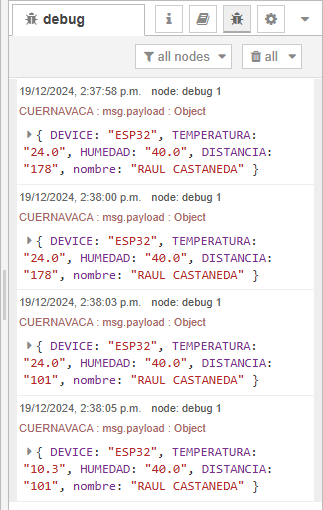 debug
all nodes
all
19/12/2024, 2:37:58 p.m. node: debug 1
CUERNAVACA : msg.payload : Object
{ DEVICE: "ESP32", TEMPERATURA:
"24.0", HUMEDAD: "40.0", DISTANCIA:
"178", nombre: "RAUL CASTANEDA" }
19/12/2024, 2:38:00 p.m. node: debug 1
CUERNAVACA : msg.payload : Object
{ DEVICE: "ESP32", TEMPERATURA:
"24.0", HUMEDAD: "40.0", DISTANCIA:
"178", nombre: "RAUL CASTANEDA" }
19/12/2024, 2:38:03 p.m. node: debug 1
CUERNAVACA : msg.payload : Object
{ DEVICE: "ESP32", TEMPERATURA:
"24.0", HUMEDAD: "40.0", DISTANCIA:
"101", nombre: "RAUL CASTANEDA" }
19/12/2024, 2:38:05 p.m. node: debug 1
CUERNAVACA : msg.payload : Object
{ DEVICE: "ESP32", TEMPERATURA:
"10.3", HUMEDAD: "40.0", DISTANCIA:
"101", nombre: "RAUL CASTANEDA" }